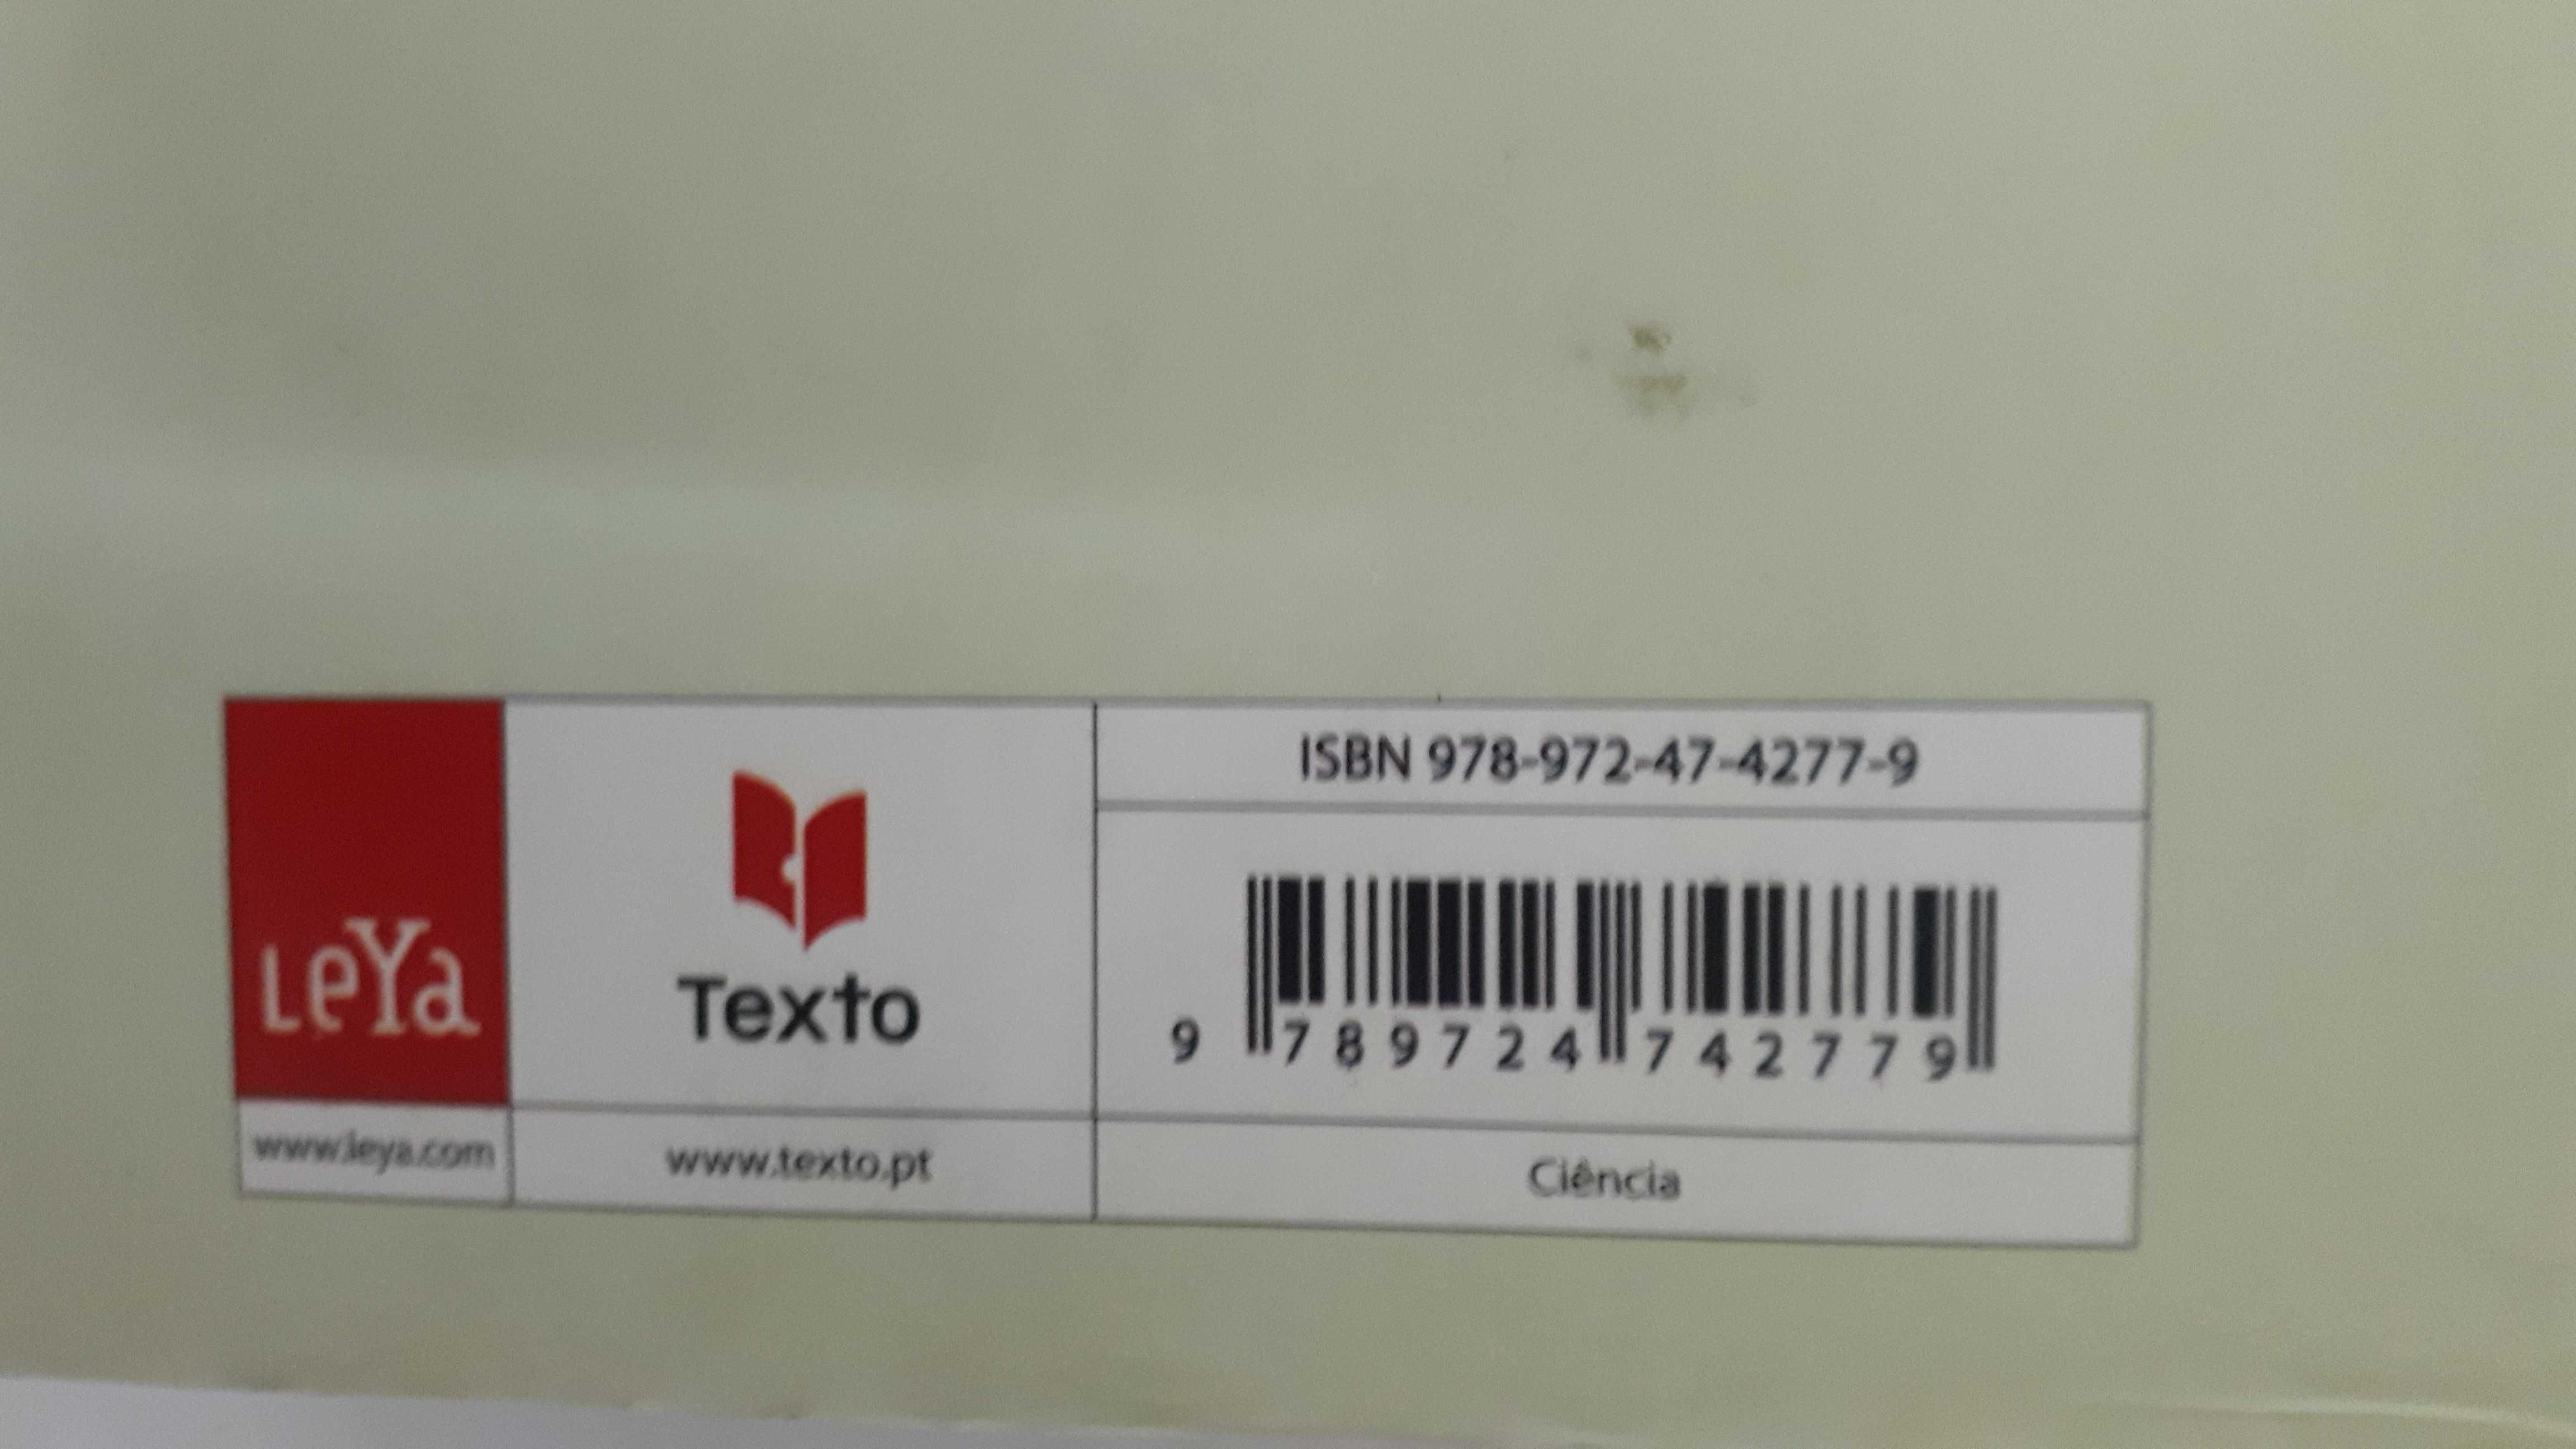 LeYa
www.leya.com
Texto
www.texto.pt
ISBN 978-972-47-4277-9
9 789724 742779
Ciência